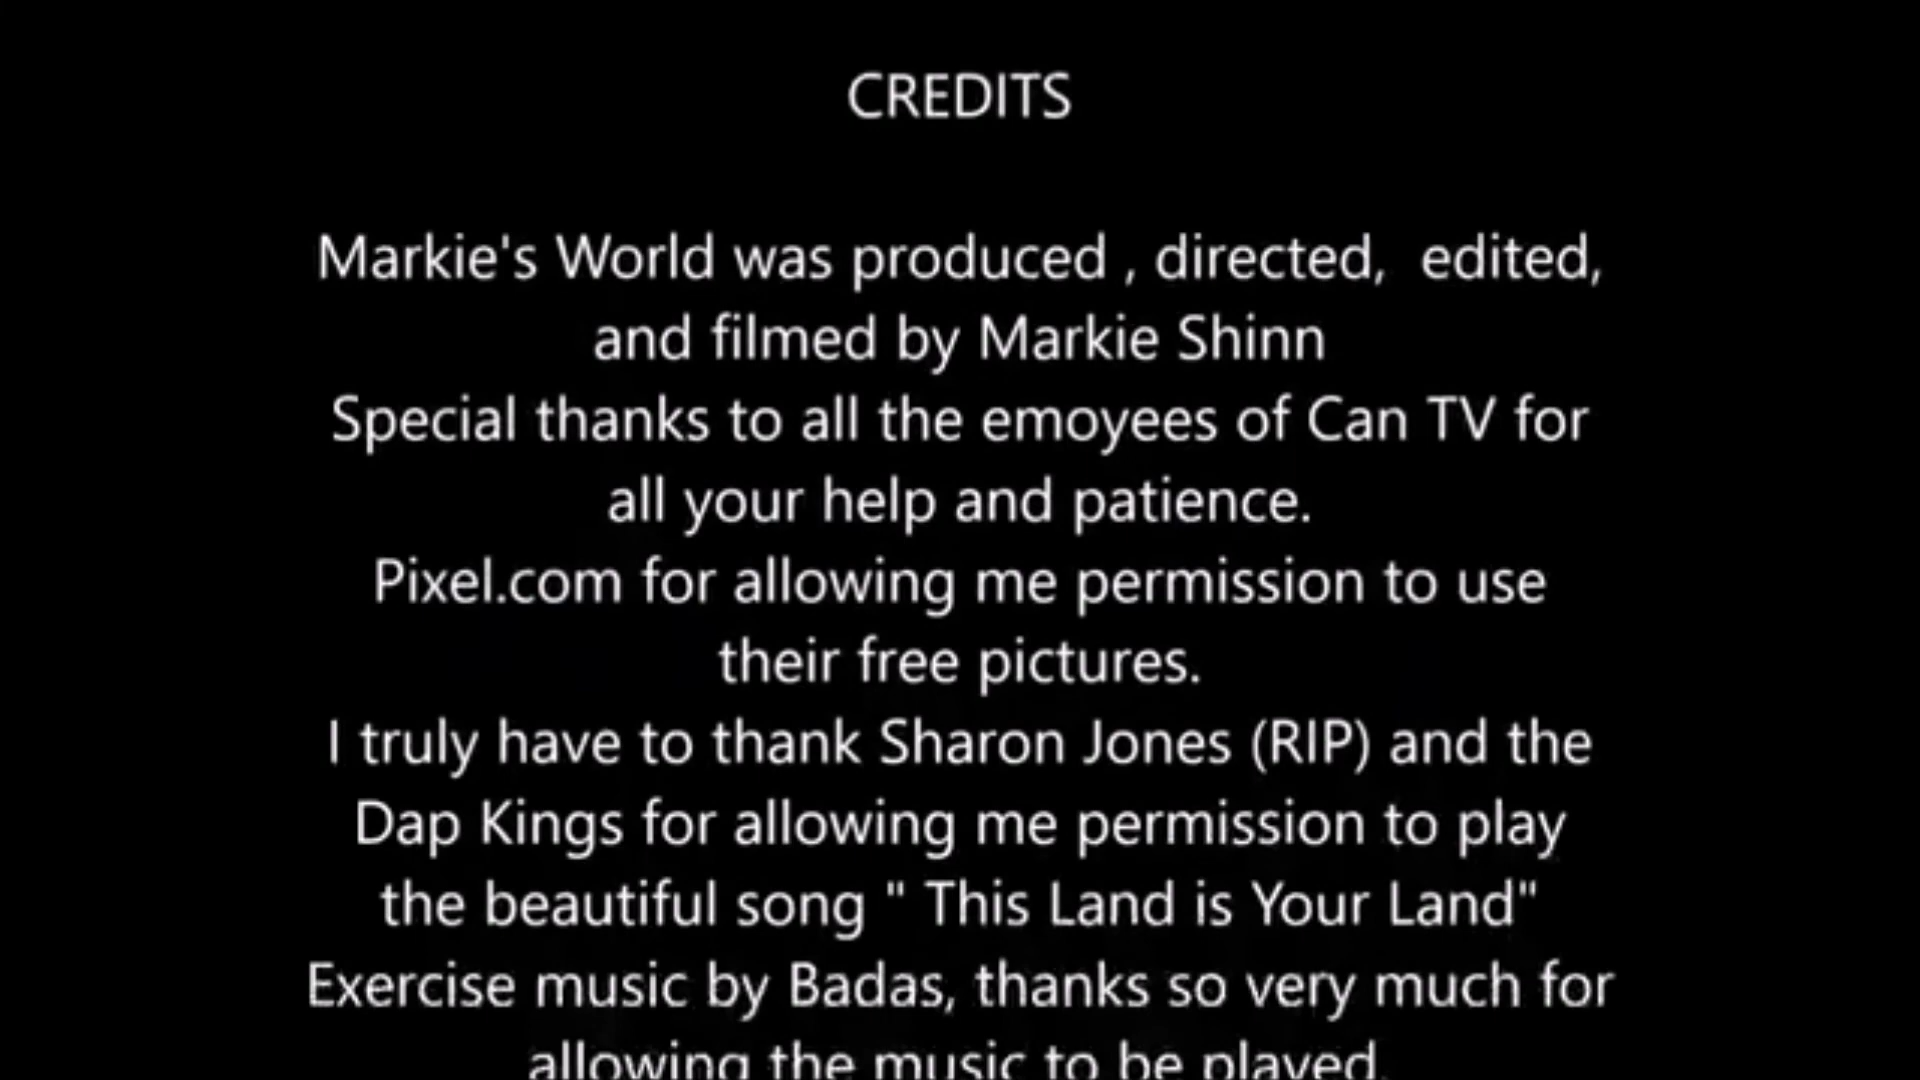 CREDITS
Markie's World was produced , directed,  edited,
and filmed by Markie Shinn
Special thanks to all the emoyees of Can TV for
all your help and patience.
Pixel.com for allowing me permission to use
their free pictures.
I truly have to thank Sharon Jones (RIP) and the
Dap Kings for allowing me permission to play
the beautiful song " This Land is Your Land"
Exercise music by Badas, thanks so very much for
allowing the music to be played.